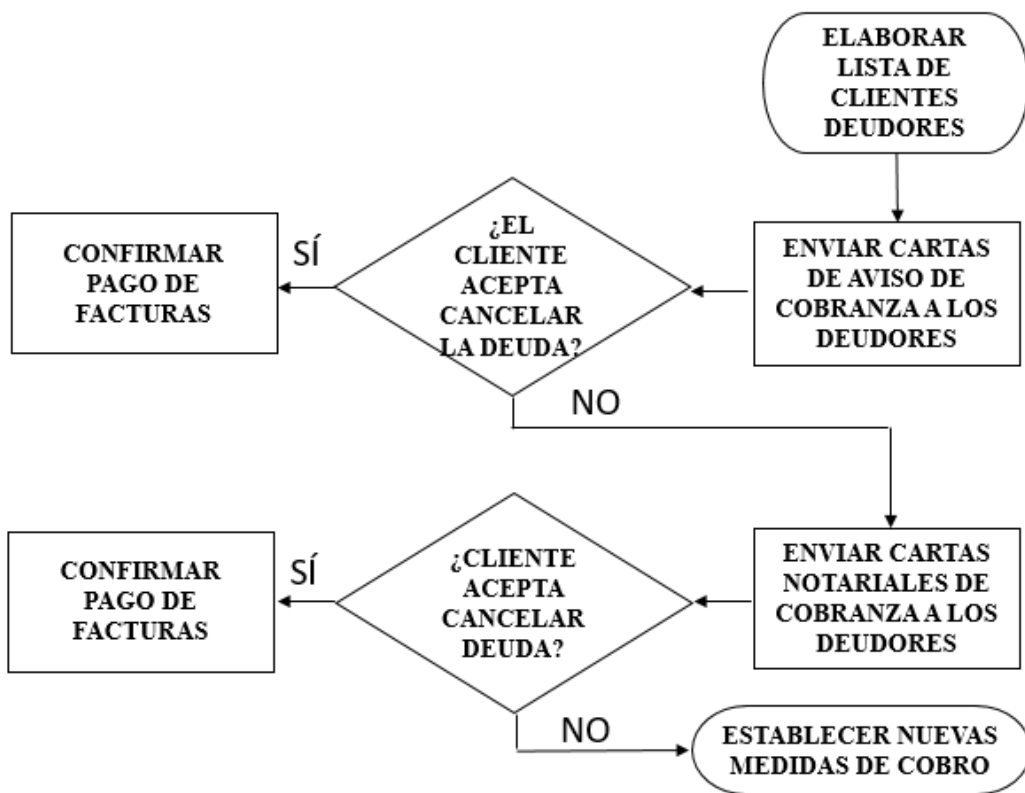 ELABORAR
LISTA DE
CLIENTES
DEUDORES
ENVIAR CARTAS
DE AVISO DE
COBRANZA A LOS
DEUDORES
¿EL
CLIENTE
ACEPTA
CANCELAR
LA DEUDA?
SÍ
CONFIRMAR
PAGO DE
FACTURAS
NO
ENVIAR CARTAS
NOTARIALES DE
COBRANZA A LOS
DEUDORES
¿CLIENTE
ACEPTA
CANCELAR
DEUDA?
SÍ
CONFIRMAR
PAGO DE
FACTURAS
NO
ESTABLECER NUEVAS
MEDIDAS DE COBRO